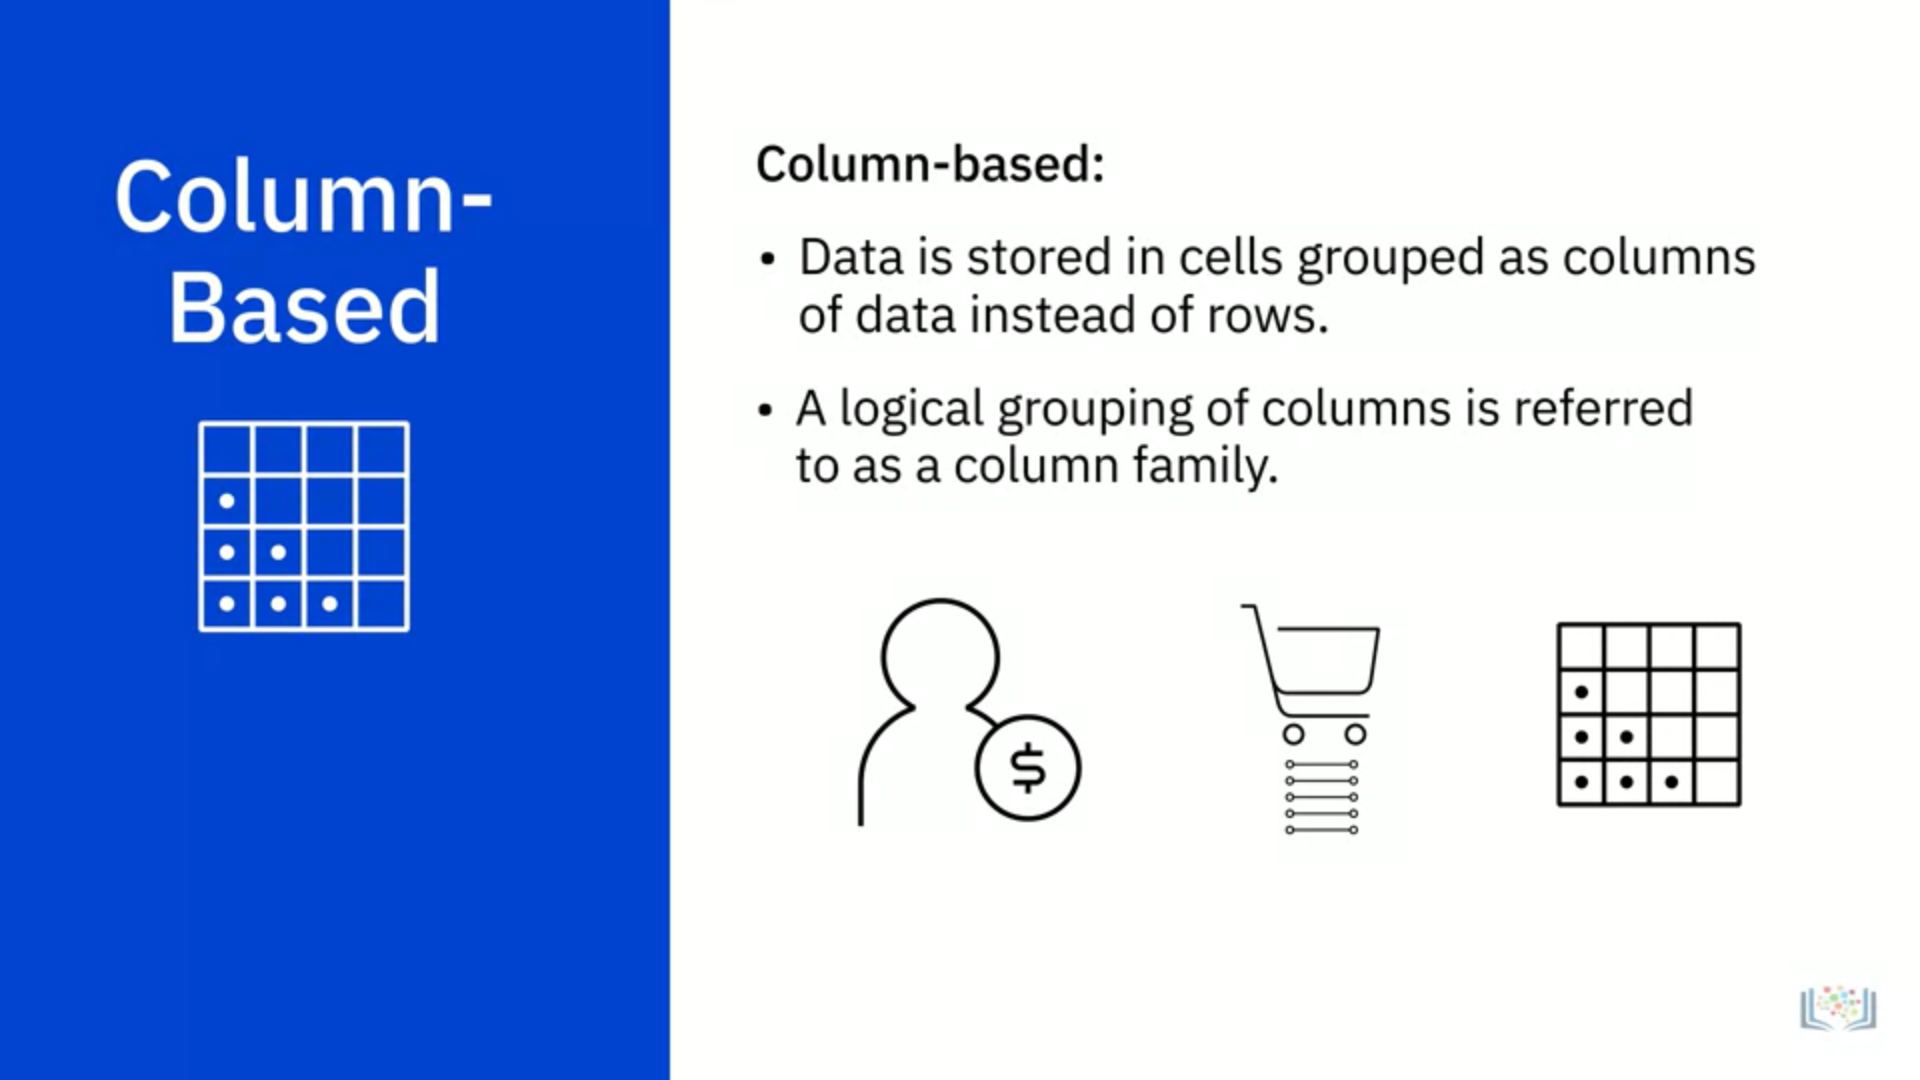 Column-
Based
Column-based:
• Data is stored in cells grouped as columns
of data instead of rows.
• A logical grouping of columns is referred
to as a column family.
$